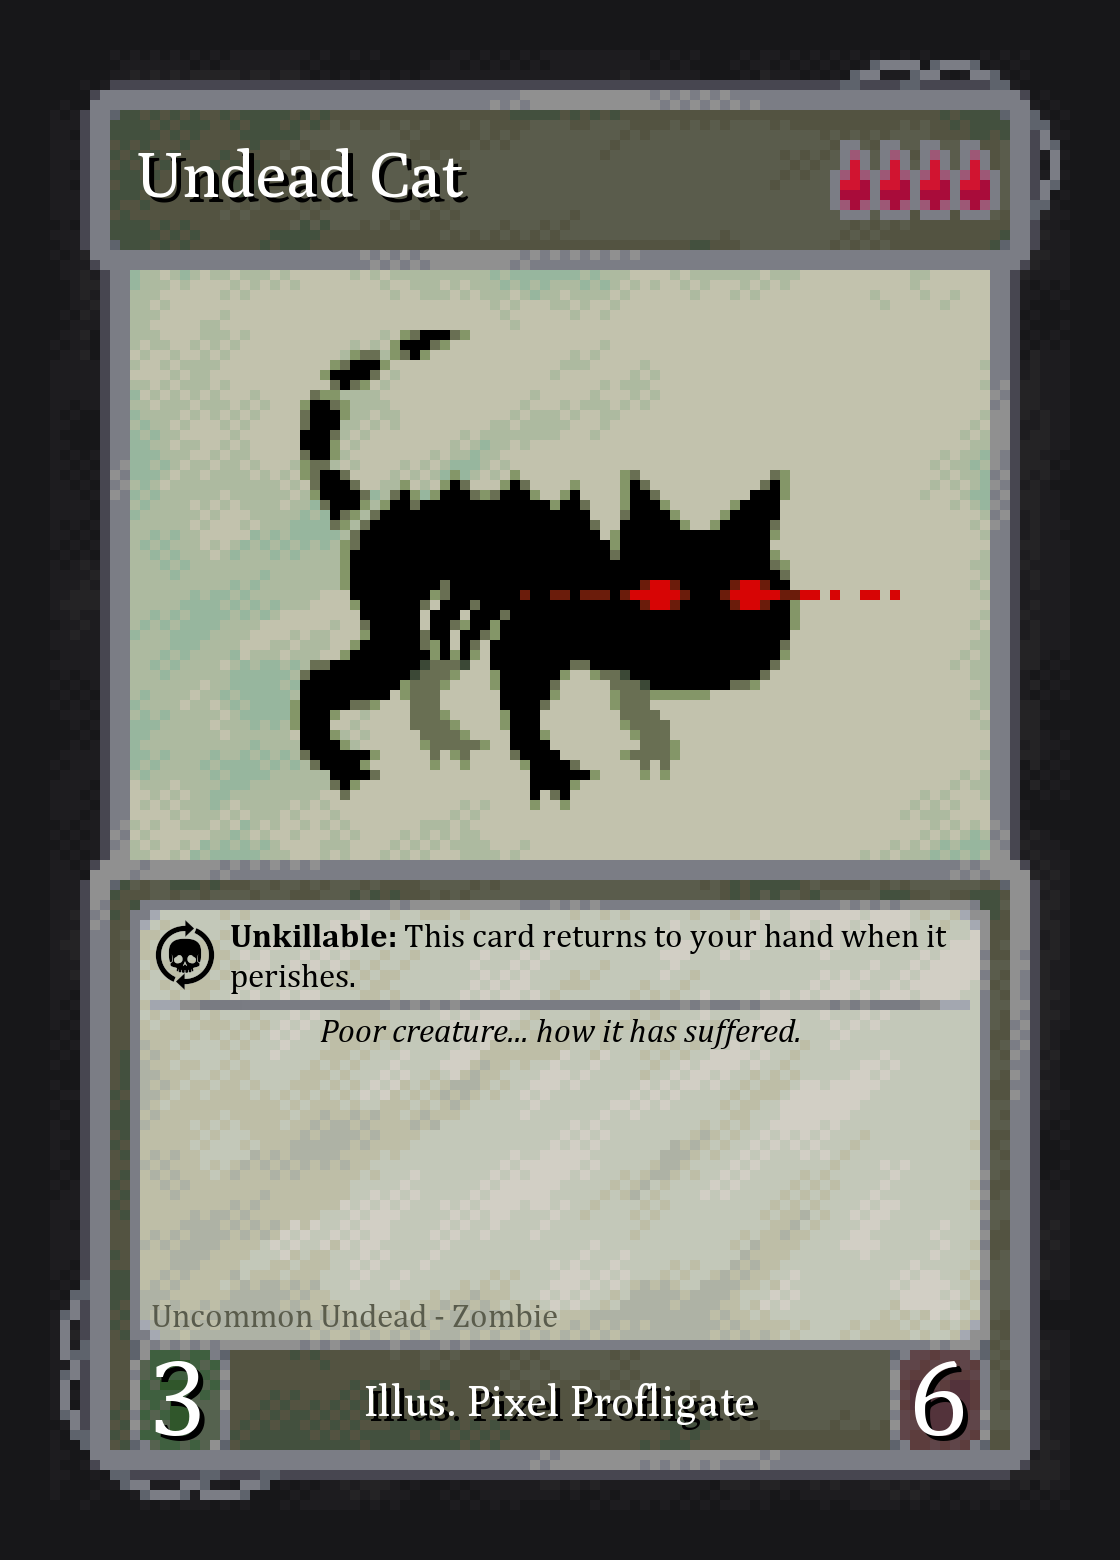 Undead Cat
Unkillable: This card returns to your hand when it
perishes.
Poor creature... how it has suffered.
Uncommon Undead - Zombie
3 Illus. Pixel Profligate 6